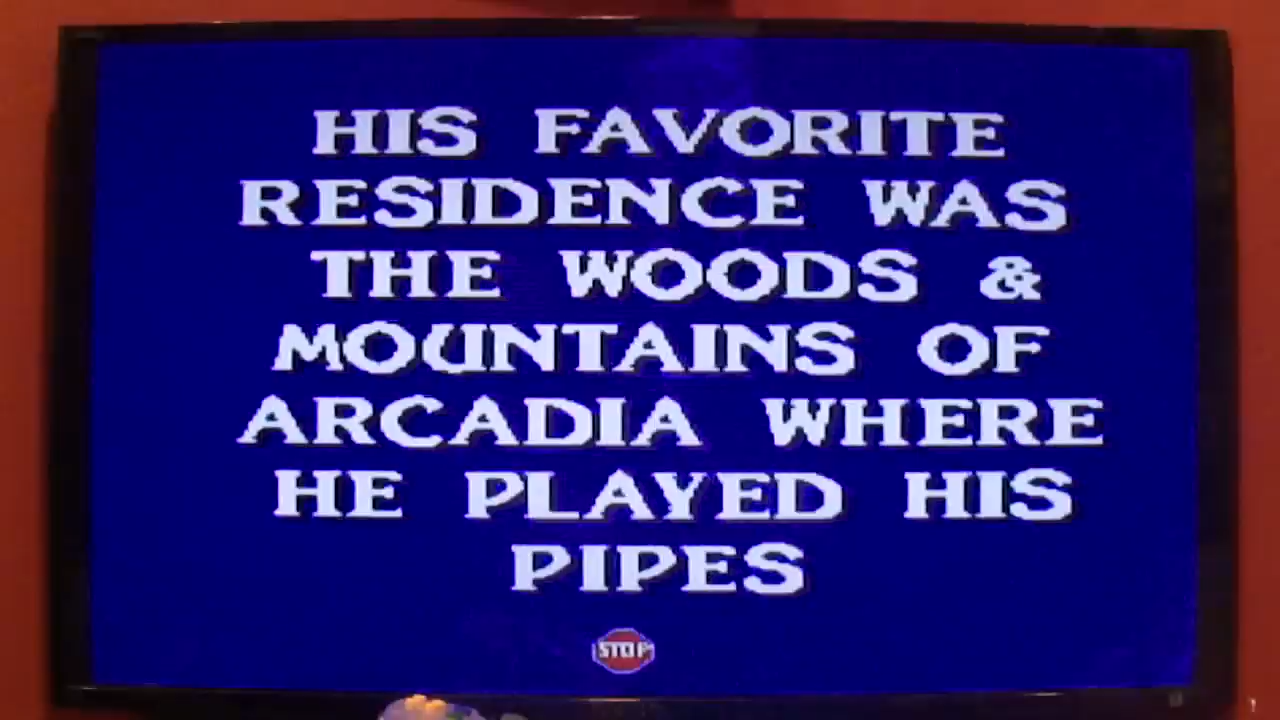 HIS FAVORITE
RESIDENCE WAS
THE WOODS &
MOUNTAINS OF
ARCADIA WHERE
HE PLAYED HIS
PIPES
STOP